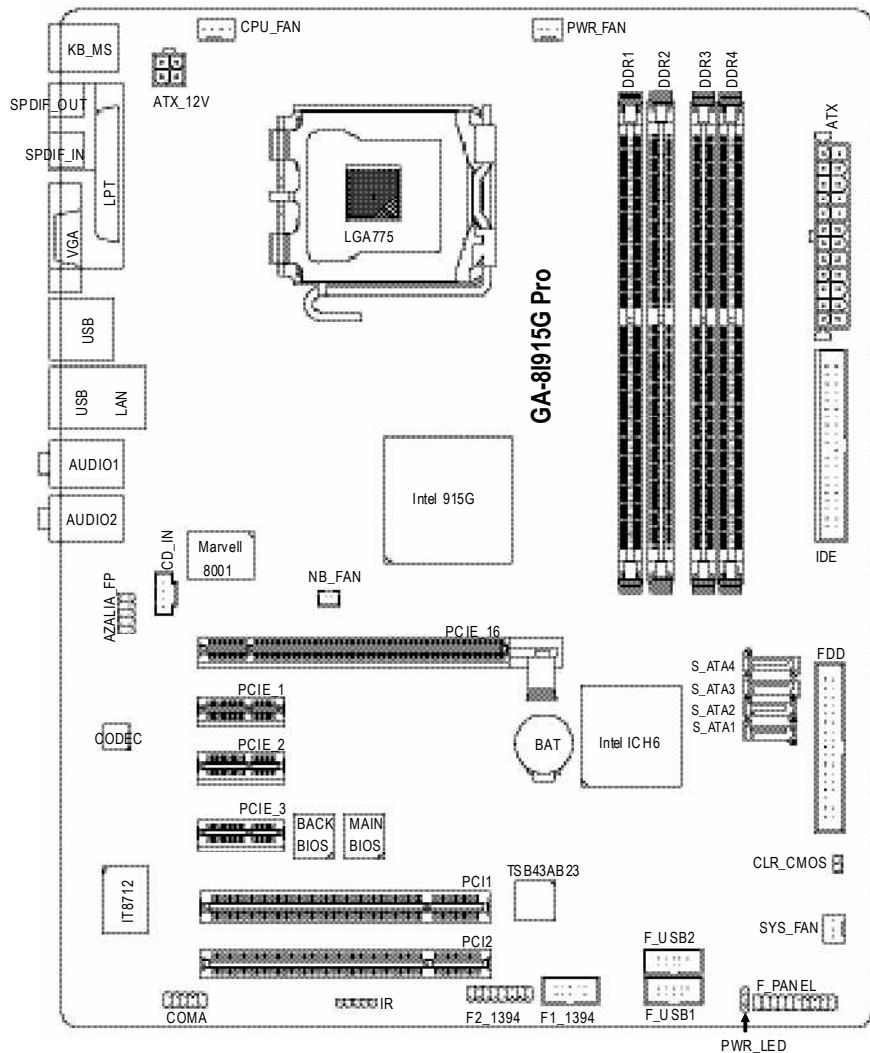 CPU_FAN
PWR_FAN
KB_MS
ATX_12V
SPDIF_OUT
SPDIF_IN
LPT
VGA
LGA775
DDR1
DDR2
DDR3
DDR4
ATX
USB
USB
LAN
GA-8I915G Pro
AUDIO1
AUDIO2
Intel 915G
CD_IN
Marvell
8001
NB_FAN
IDE
AZALIA_FP
PCIE_16
S_ATA4
S_ATA3
S_ATA2
S_ATA1
FDD
PCIE_1
CODEC
PCIE_2
BAT
Intel ICH6
PCIE_3
BACK
BIOS
MAIN
BIOS
CLR_CMOS
IT8712
PCI1
TSB43AB23
SYS_FAN
PCI2
F_USB2
F_PANEL
COMA
IR
F2_1394
F1_1394
F_USB1
PWR_LED